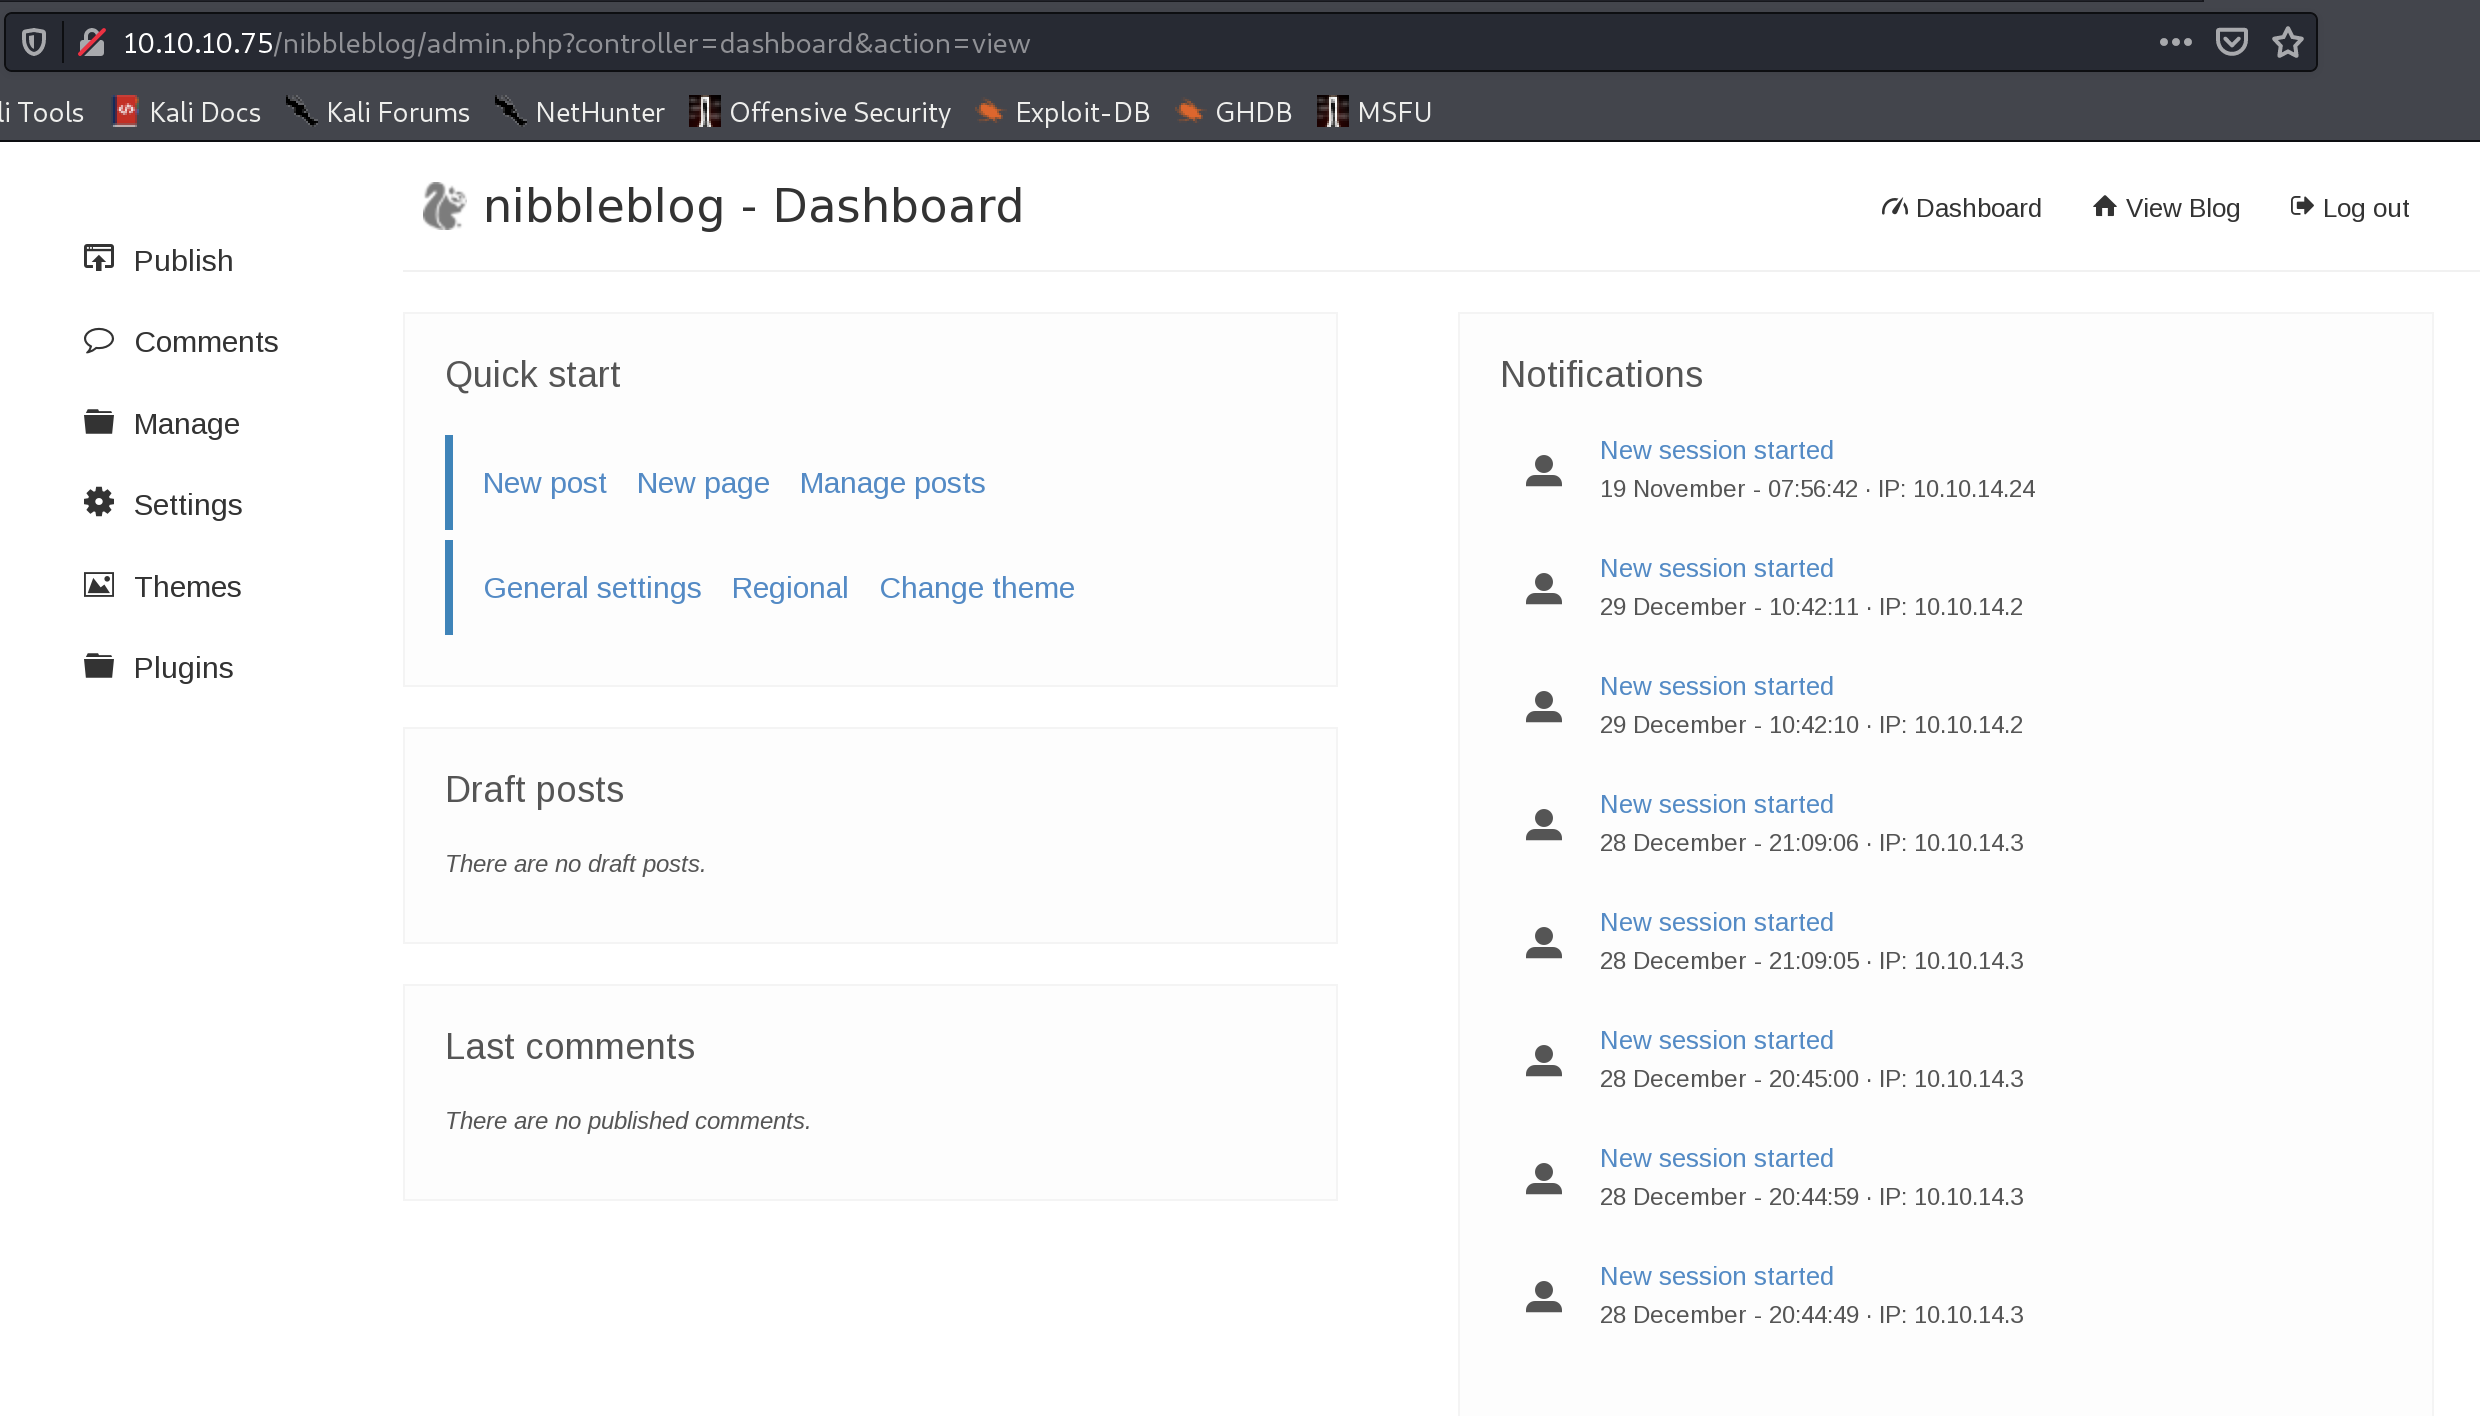 10.10.10.75/nibbleblog/admin.php?controller=dashboard&action=view
li Tools Kali Docs Kali Forums NetHunter Offensive Security Exploit-DB GHDB MSFU
nibbleblog - Dashboard
Dashboard View Blog Log out
Publish
Comments
Manage
Settings
Themes
Plugins
Quick start
New post New page Manage posts
General settings Regional Change theme
Draft posts
There are no draft posts.
Last comments
There are no published comments.
Notifications
New session started
19 November - 07:56:42 · IP: 10.10.14.24
New session started
29 December - 10:42:11 · IP: 10.10.14.2
New session started
29 December - 10:42:10 · IP: 10.10.14.2
New session started
28 December - 21:09:06 · IP: 10.10.14.3
New session started
28 December - 21:09:05 · IP: 10.10.14.3
New session started
28 December - 20:45:00 · IP: 10.10.14.3
New session started
28 December - 20:44:59 · IP: 10.10.14.3
New session started
28 December - 20:44:49 · IP: 10.10.14.3